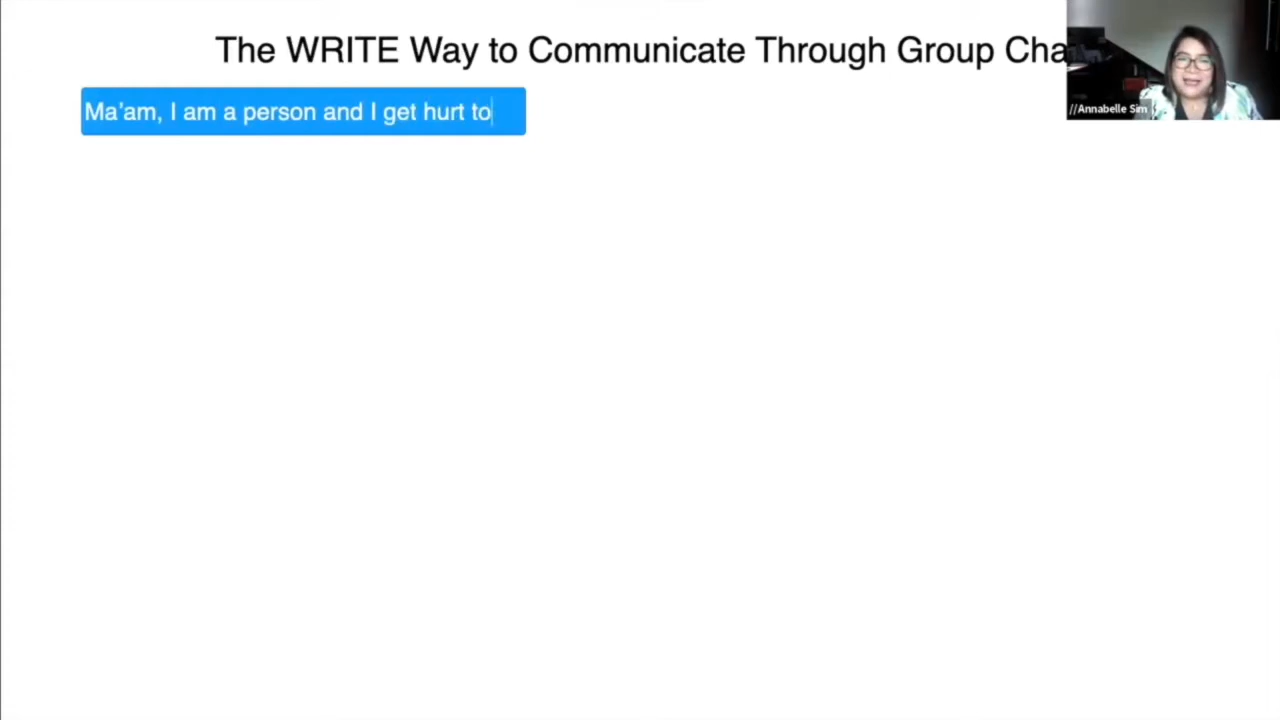 The WRITE Way to Communicate Through Group Cha
Ma'am, I am a person and I get hurt to
//Annabelle Sim